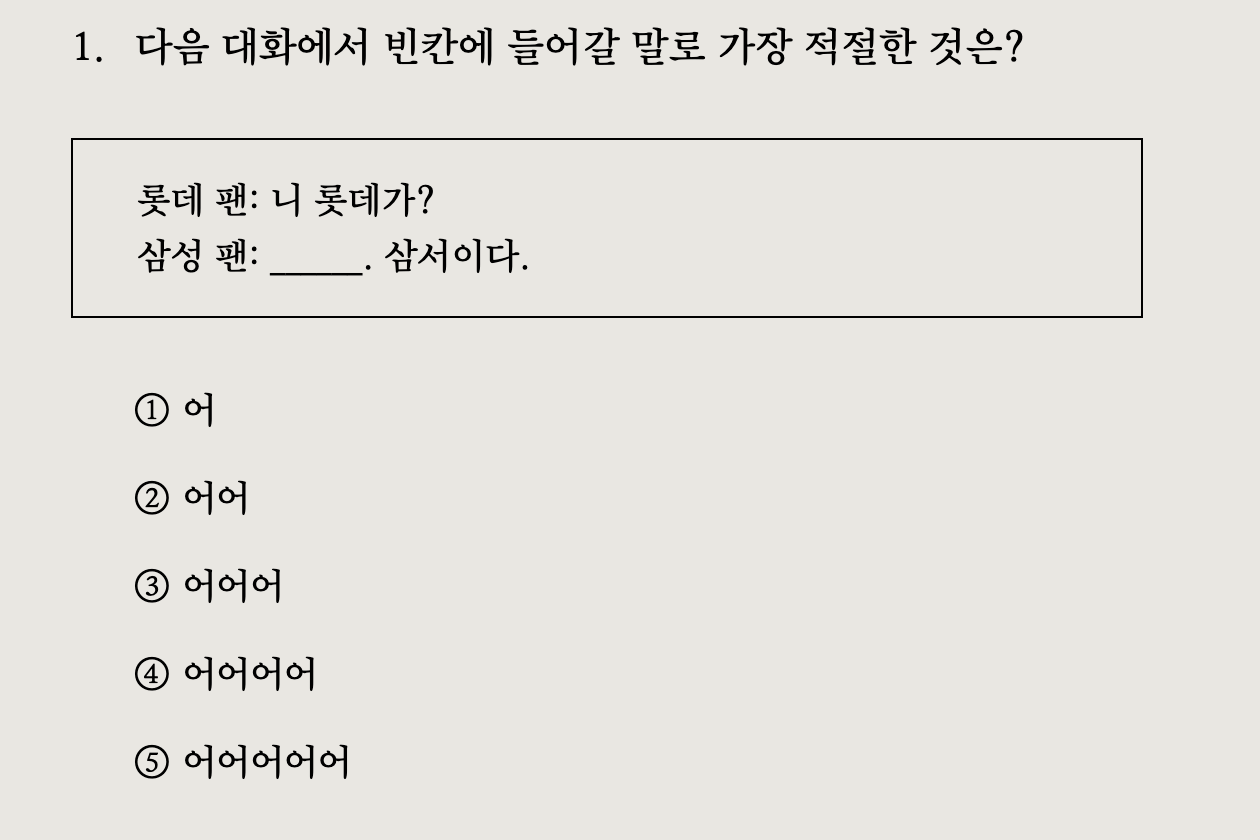 1. 다음 대화에서 빈칸에 들어갈 말로 가장 적절한 것은?
롯데 팬: 니 롯데가?
삼성 팬: _____. 삼서이다.
① 어
② 어어
③ 어어어
④ 어어어어
⑤ 어어어어어